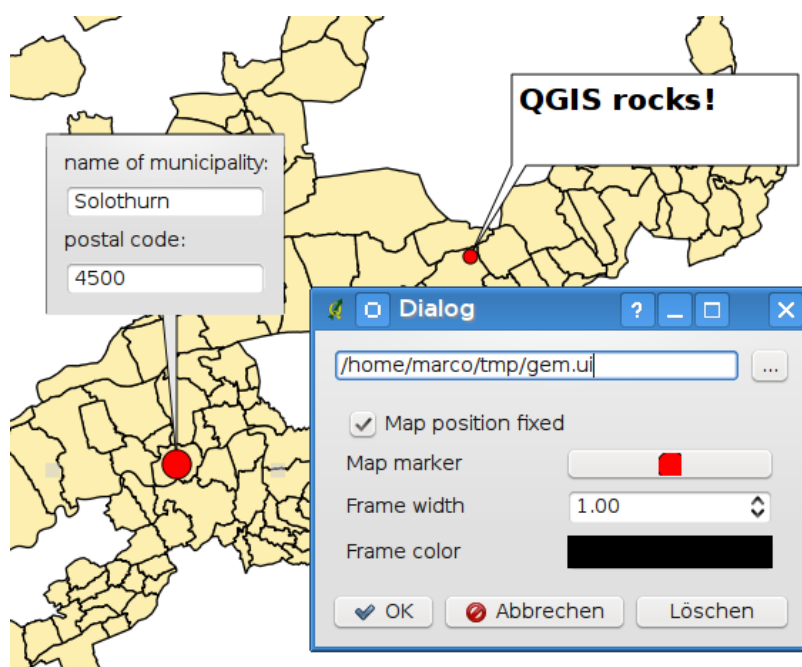 QGIS rocks!
name of municipality:
Solothurn
postal code:
4500
Dialog
?
/home/marco/tmp/gem.ui
...
Map position fixed
Map marker
Frame width
1.00
Frame color
OK
Abbrechen
Löschen